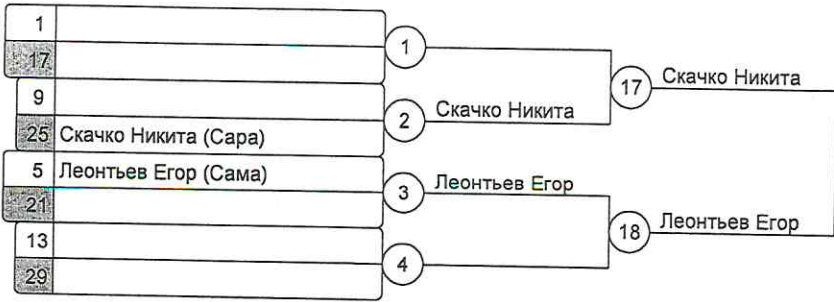 1
17
1
9
2
Скачко Никита
25 Скачко Никита (Сара)
17 Скачко Никита
5 Леонтьев Егор (Сама)
3 Леонтьев Егор
21
13
4
29
18 Леонтьев Егор